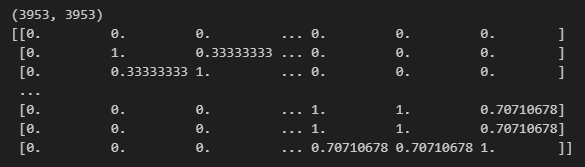 (3953, 3953)
[[0.         0.         0.         ... 0.         0.         0.        ]
 [0.         1.         0.33333333 ... 0.         0.         0.        ]
 [0.         0.33333333 1.         ... 0.         0.         0.        ]
 ...
 [0.         0.         0.         ... 1.         1.         0.70710678]
 [0.         0.         0.         ... 1.         1.         0.70710678]
 [0.         0.         0.         ... 0.70710678 0.70710678 1.        ]]